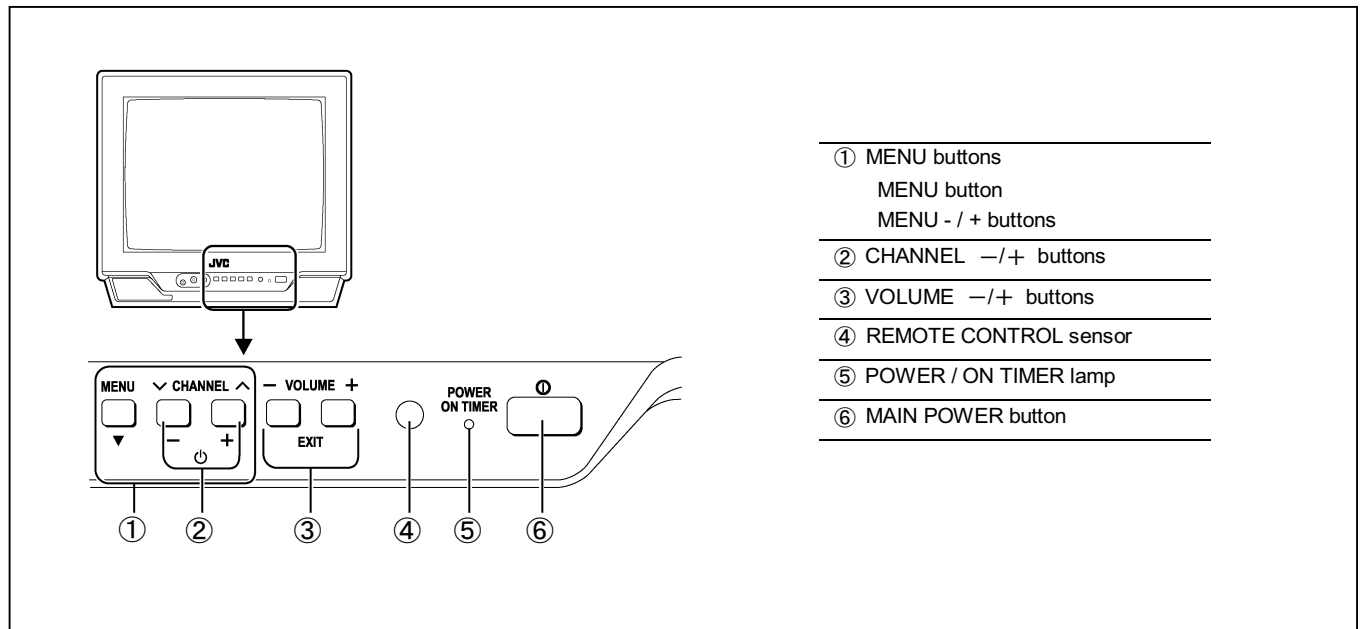 JVC
MENU ∨ CHANNEL ∧ − VOLUME +
POWER
ON TIMER
▼ − + EXIT
① ② ③ ④ ⑤ ⑥
① MENU buttons
MENU button
MENU - / + buttons
② CHANNEL −/+ buttons
③ VOLUME −/+ buttons
④ REMOTE CONTROL sensor
⑤ POWER / ON TIMER lamp
⑥ MAIN POWER button